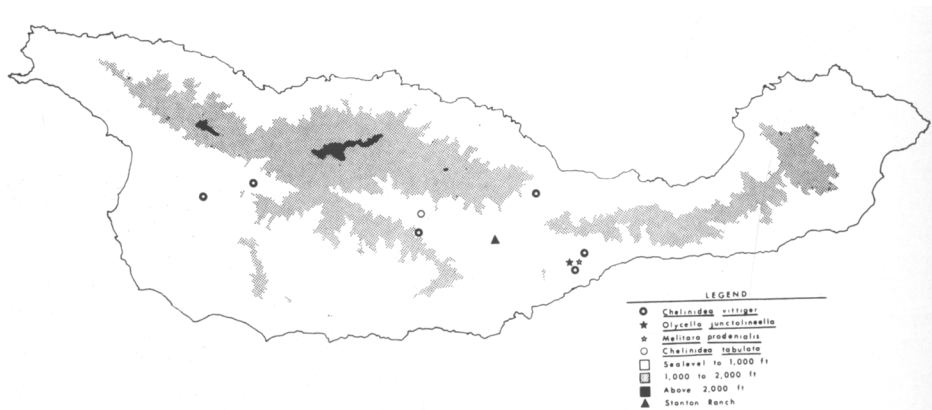 LEGEND
Chelinidea vittiger
Olycella junctolineella
Melitara prodenialis
Chelinidea tabulata
Sealevel to 1,000 ft
1,000 to 2,000 ft
Above 2,000 ft
Stanton Ranch